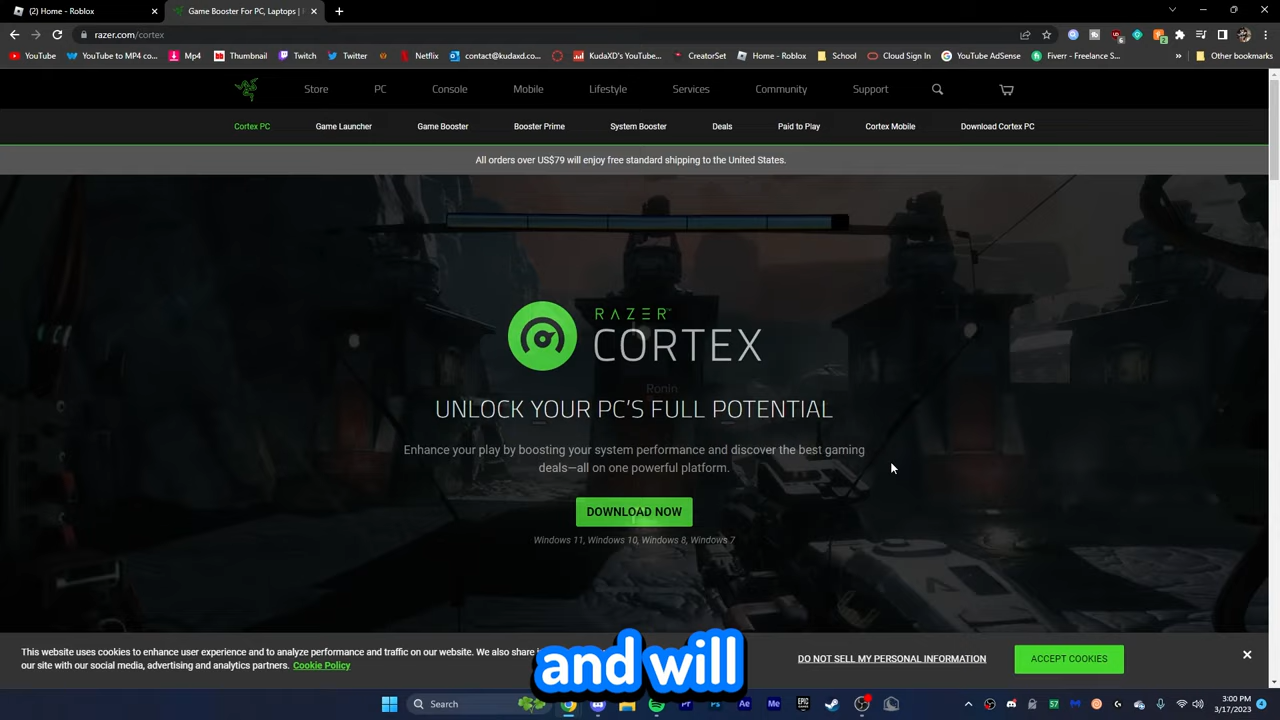 (2) Home - Roblox
Game Booster For PC, Laptops |
razer.com/cortex
YouTube
YouTube to MP4 co...
Mp4
Thumbnail
Twitch
Twitter
Netflix
contact@kudaxd.co...
KudaXD's YouTube...
CreatorSet
Home - Roblox
School
Cloud Sign In
YouTube AdSense
Fiverr - Freelance S...
Other bookmarks
Store
PC
Console
Mobile
Lifestyle
Services
Community
Support
Cortex PC
Game Launcher
Game Booster
Booster Prime
System Booster
Deals
Paid to Play
Cortex Mobile
Download Cortex PC
All orders over US$79 will enjoy free standard shipping to the United States.
RAZER™
CORTEX
Ronin
UNLOCK YOUR PC'S FULL POTENTIAL
Enhance your play by boosting your system performance and discover the best gaming
deals—all on one powerful platform.
DOWNLOAD NOW
Windows 11, Windows 10, Windows 8, Windows 7
This website uses cookies to enhance user experience and to analyze performance and traffic on our website. We also share
our site with our social media, advertising and analytics partners. Cookie Policy
DO NOT SELL MY PERSONAL INFORMATION
ACCEPT COOKIES
and will
Search
Pr
Ps
Ae
Me
EPIC
57
3:00 PM
3/17/2023